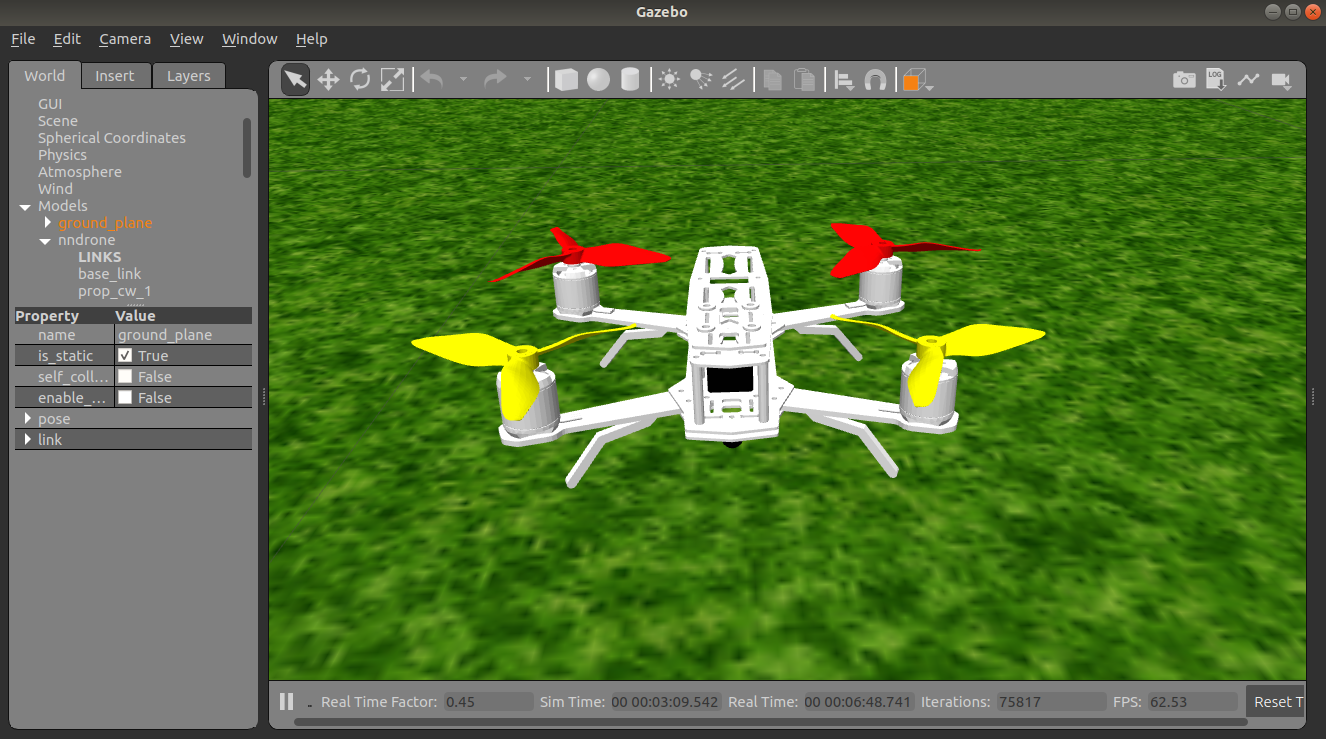 Gazebo
File Edit Camera View Window Help
World Insert Layers
LOG
GUI
Scene
Spherical Coordinates
Physics
Atmosphere
Wind
Models
ground_plane
nndrone
LINKS
base_link
prop_cw_1
Property Value
name ground_plane
is_static True
self_coll... False
enable_... False
pose
link
Real Time Factor: 0.45 Sim Time: 00 00:03:09.542 Real Time: 00 00:06:48.741 Iterations: 75817 FPS: 62.53 Reset T